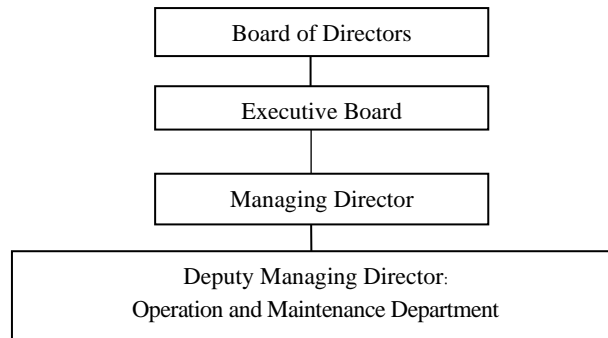 Board of Directors
Executive Board
Managing Director
Deputy Managing Director:
Operation and Maintenance Department